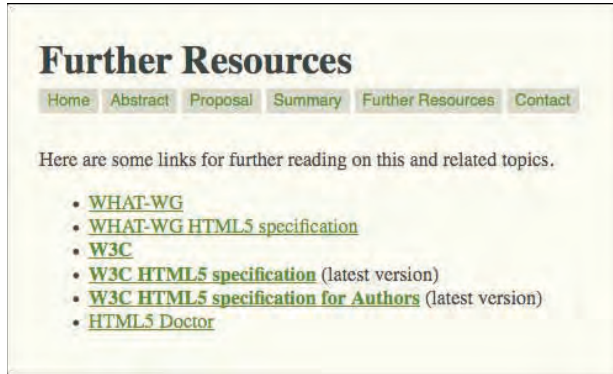 Further Resources
Home Abstract Proposal Summary Further Resources Contact
Here are some links for further reading on this and related topics.
• WHAT-WG
• WHAT-WG HTML5 specification
• W3C
• W3C HTML5 specification (latest version)
• W3C HTML5 specification for Authors (latest version)
• HTML5 Doctor